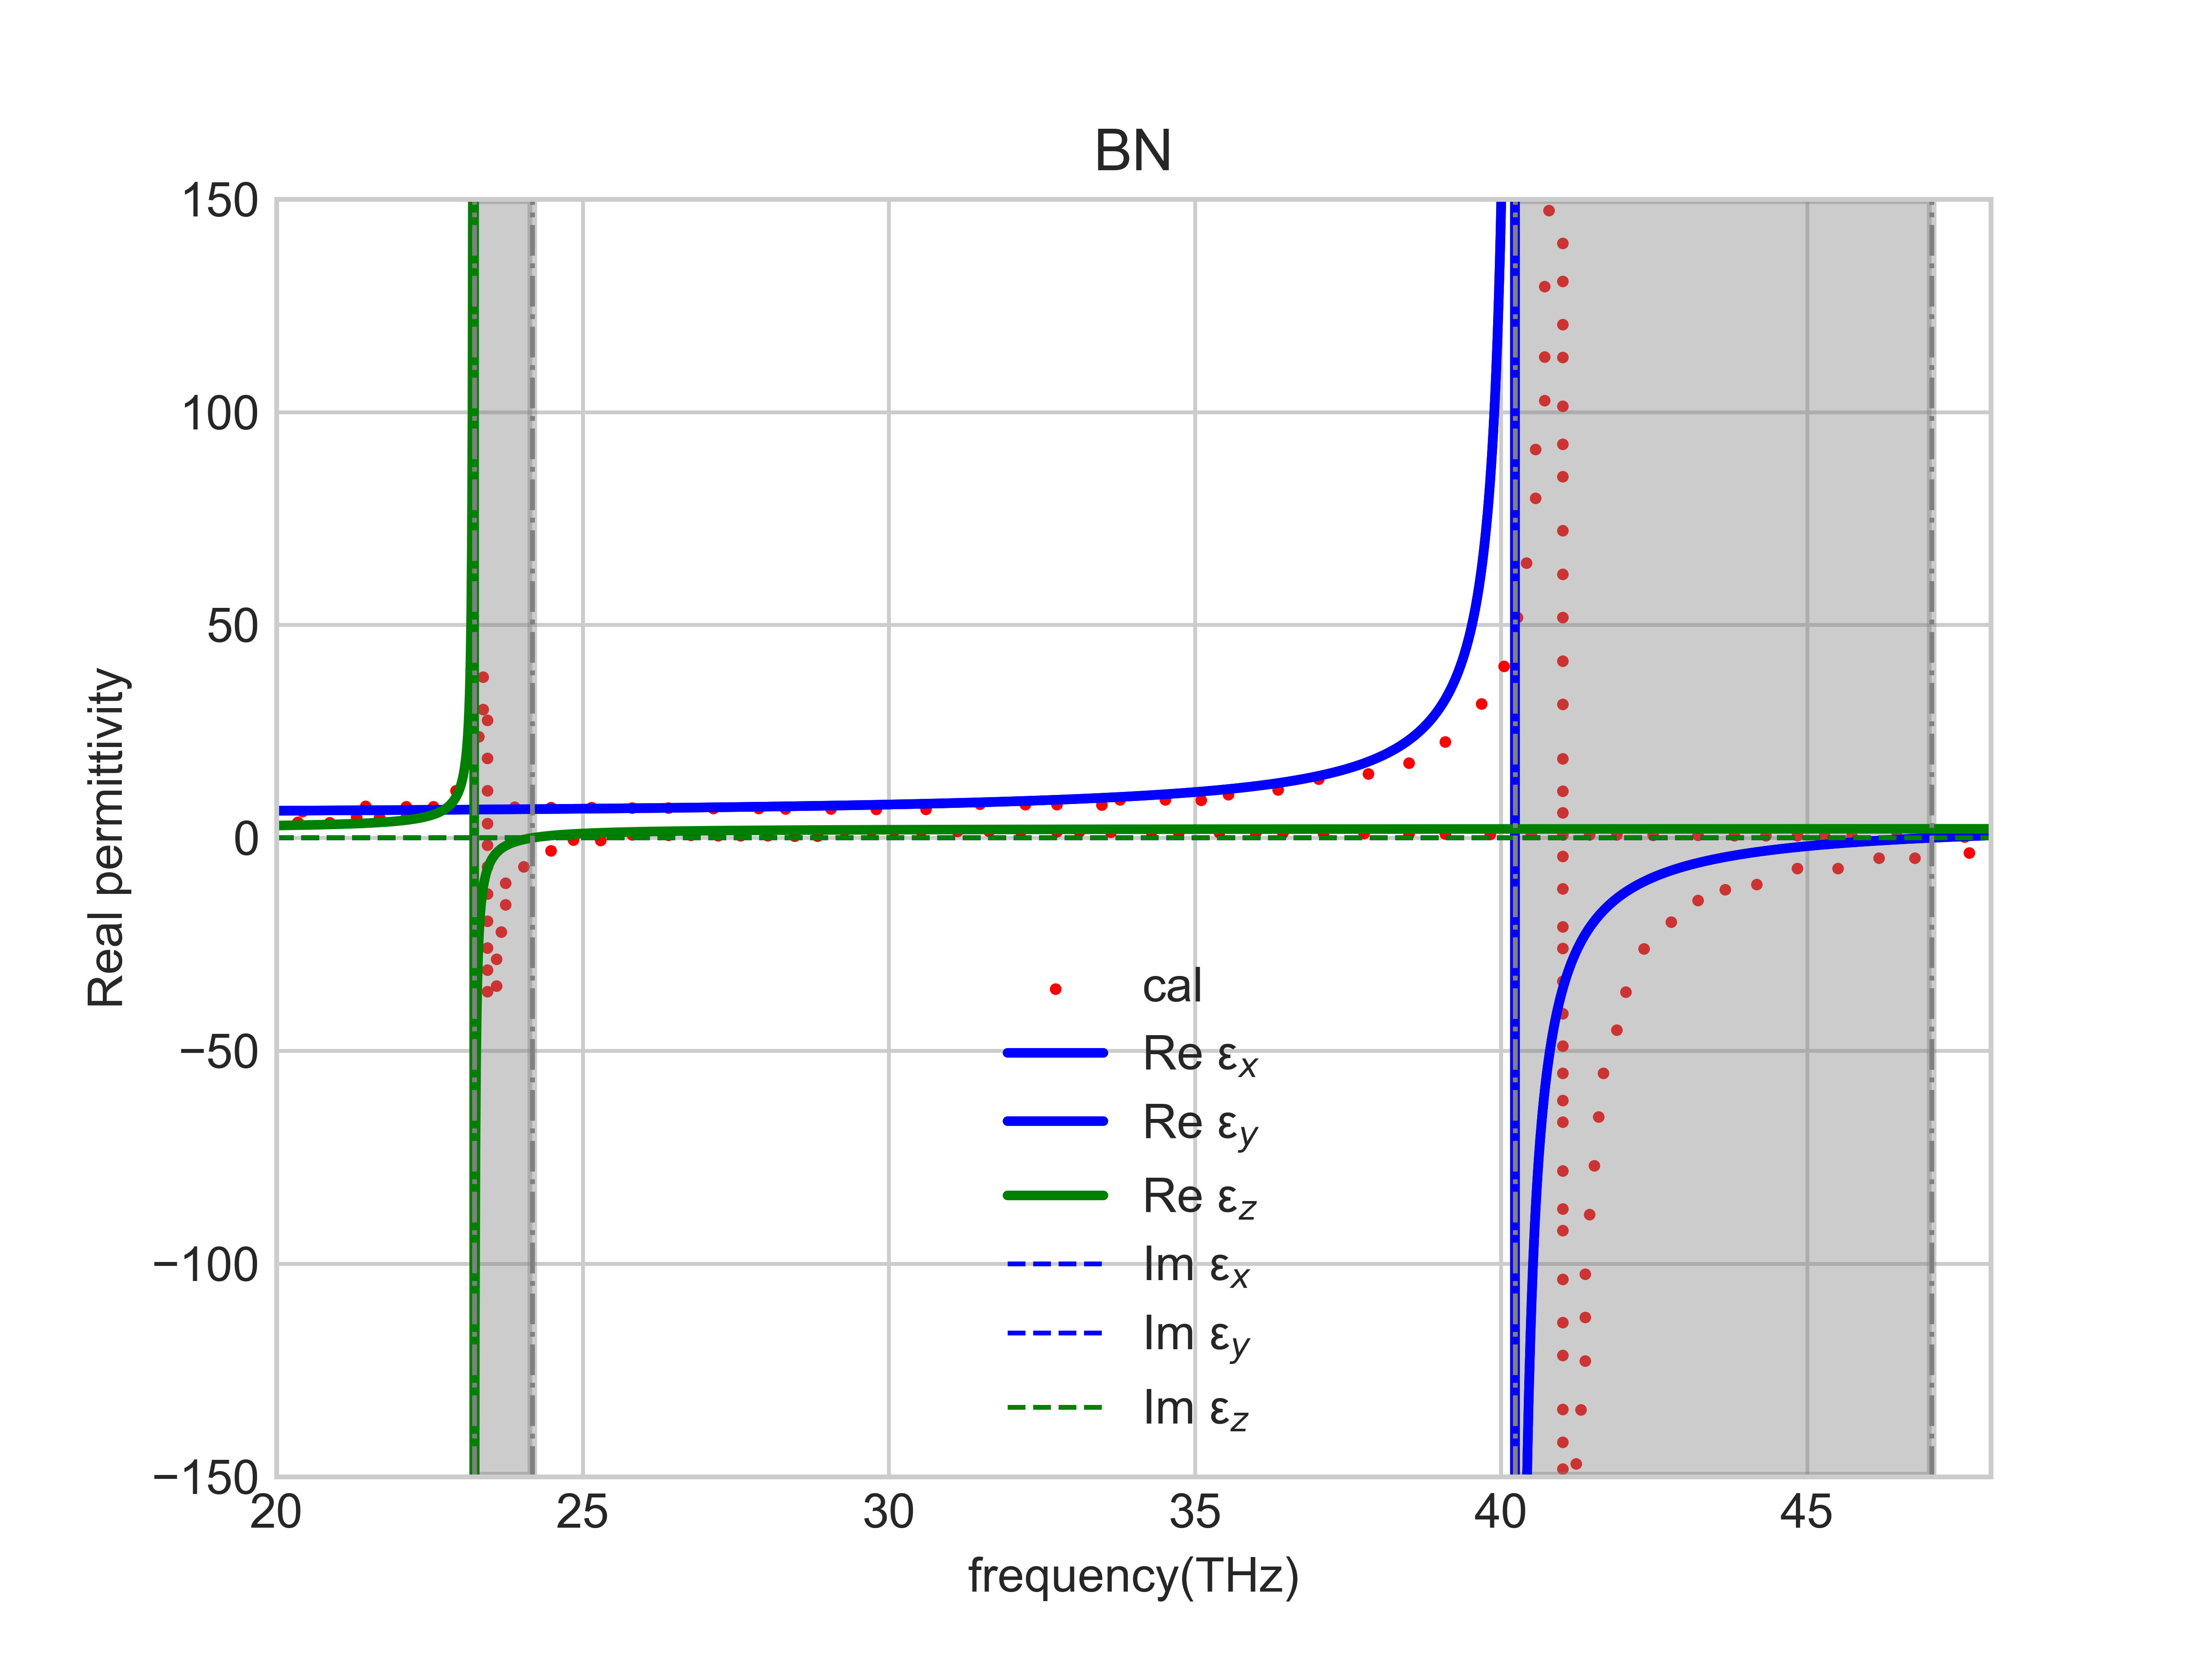 BN
150
100
50
0
−50
−100
−150
Real permittivity
cal
Re εx
Re εy
Re εz
Im εx
Im εy
Im εz
20 25 30 35 40 45
frequency(THz)